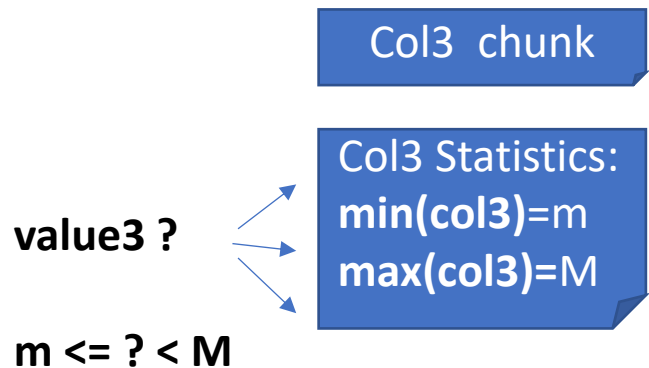 Col3 chunk
Col3 Statistics:
min(col3)=m
max(col3)=M
value3 ?
m <= ? < M